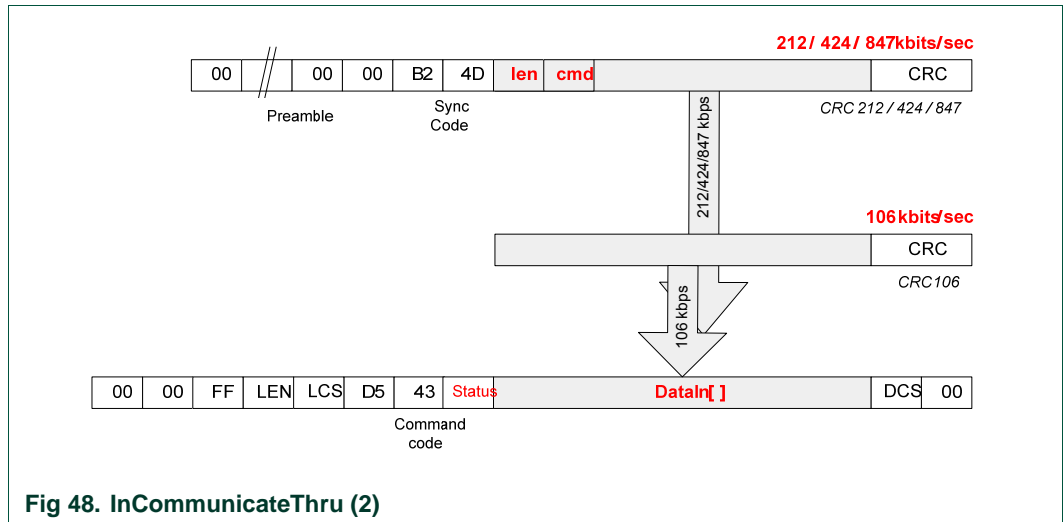 212 / 424 / 847kbits/sec
00 // 00 00 B2 4D len cmd CRC
Preamble
Sync
Code
CRC 212 / 424 / 847
212/424/847 kbps
106kbits/sec
CRC
CRC106
106 kbps
00 00 FF LEN LCS D5 43 Status DataIn[ ] DCS 00
Command
code
Fig 48. InCommunicateThru (2)